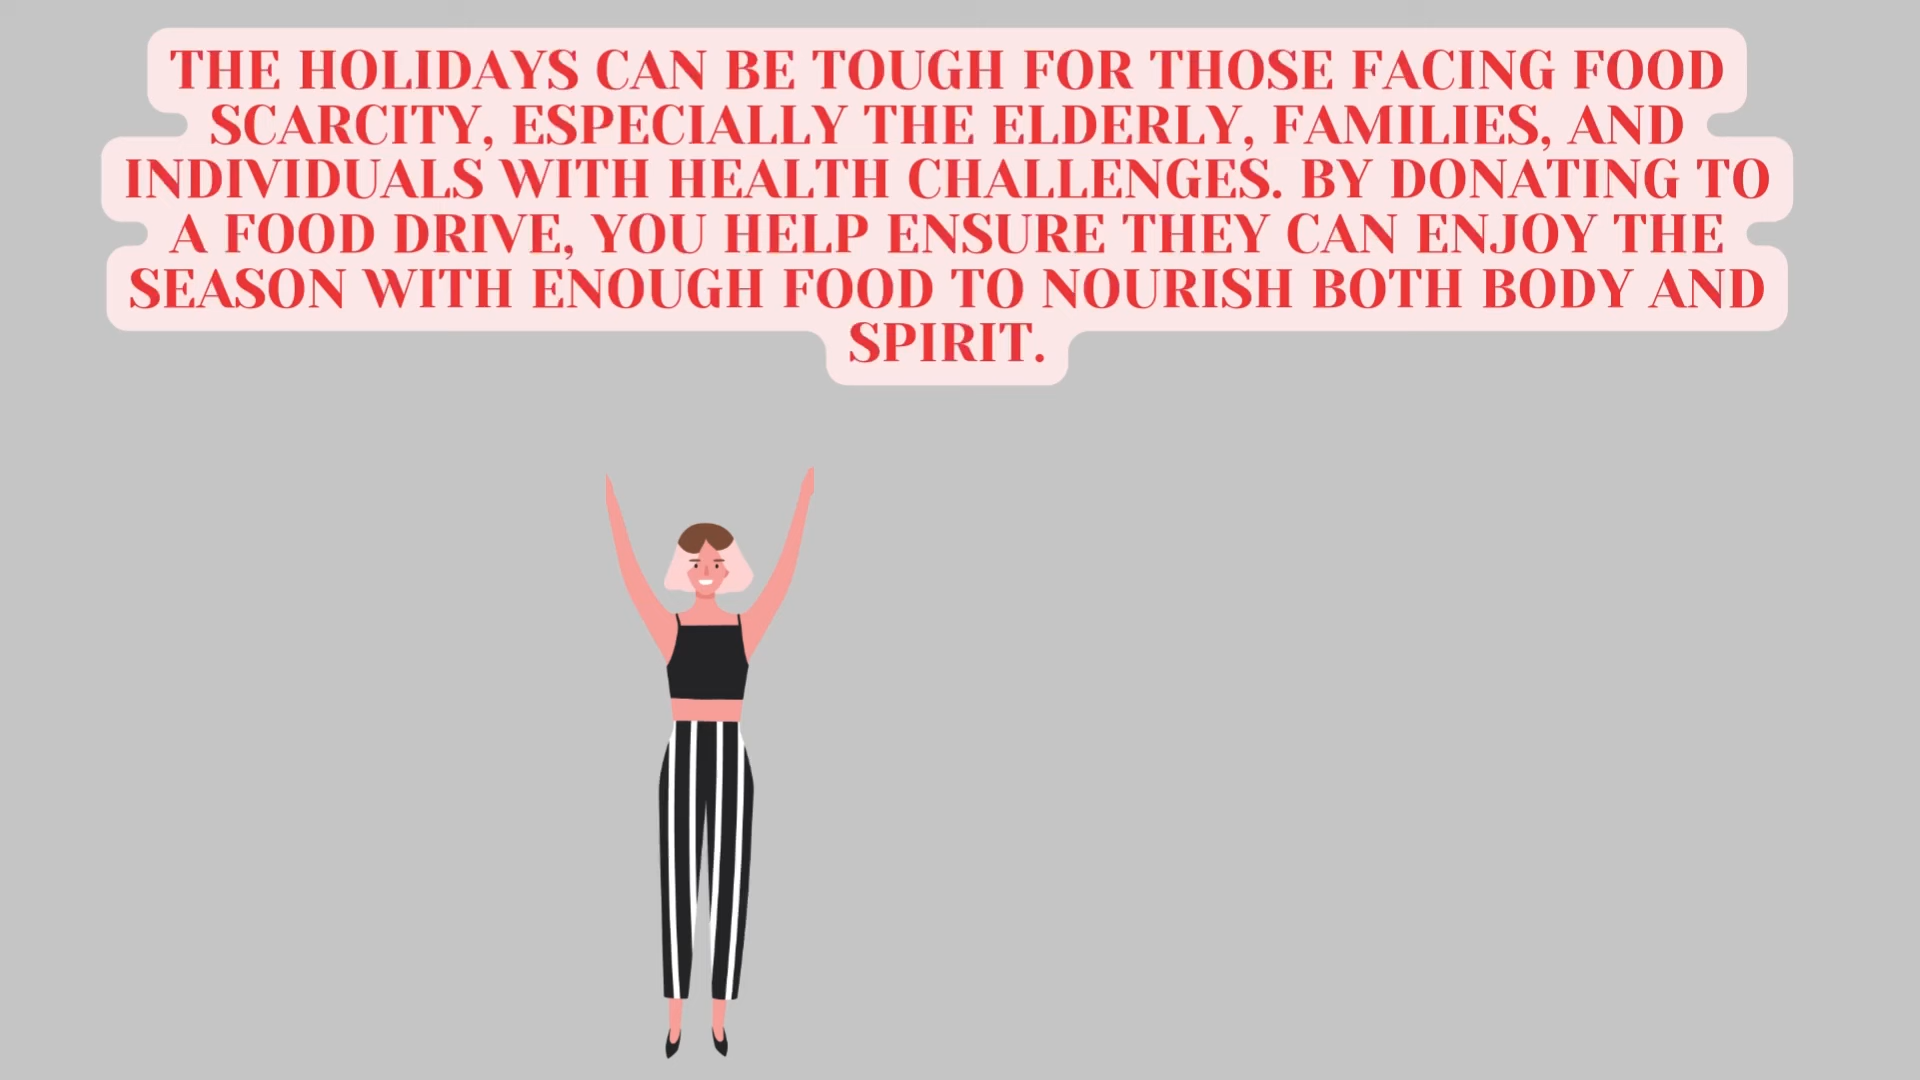 THE HOLIDAYS CAN BE TOUGH FOR THOSE FACING FOOD
SCARCITY, ESPECIALLY THE ELDERLY, FAMILIES, AND
INDIVIDUALS WITH HEALTH CHALLENGES. BY DONATING TO
A FOOD DRIVE, YOU HELP ENSURE THEY CAN ENJOY THE
SEASON WITH ENOUGH FOOD TO NOURISH BOTH BODY AND
SPIRIT.